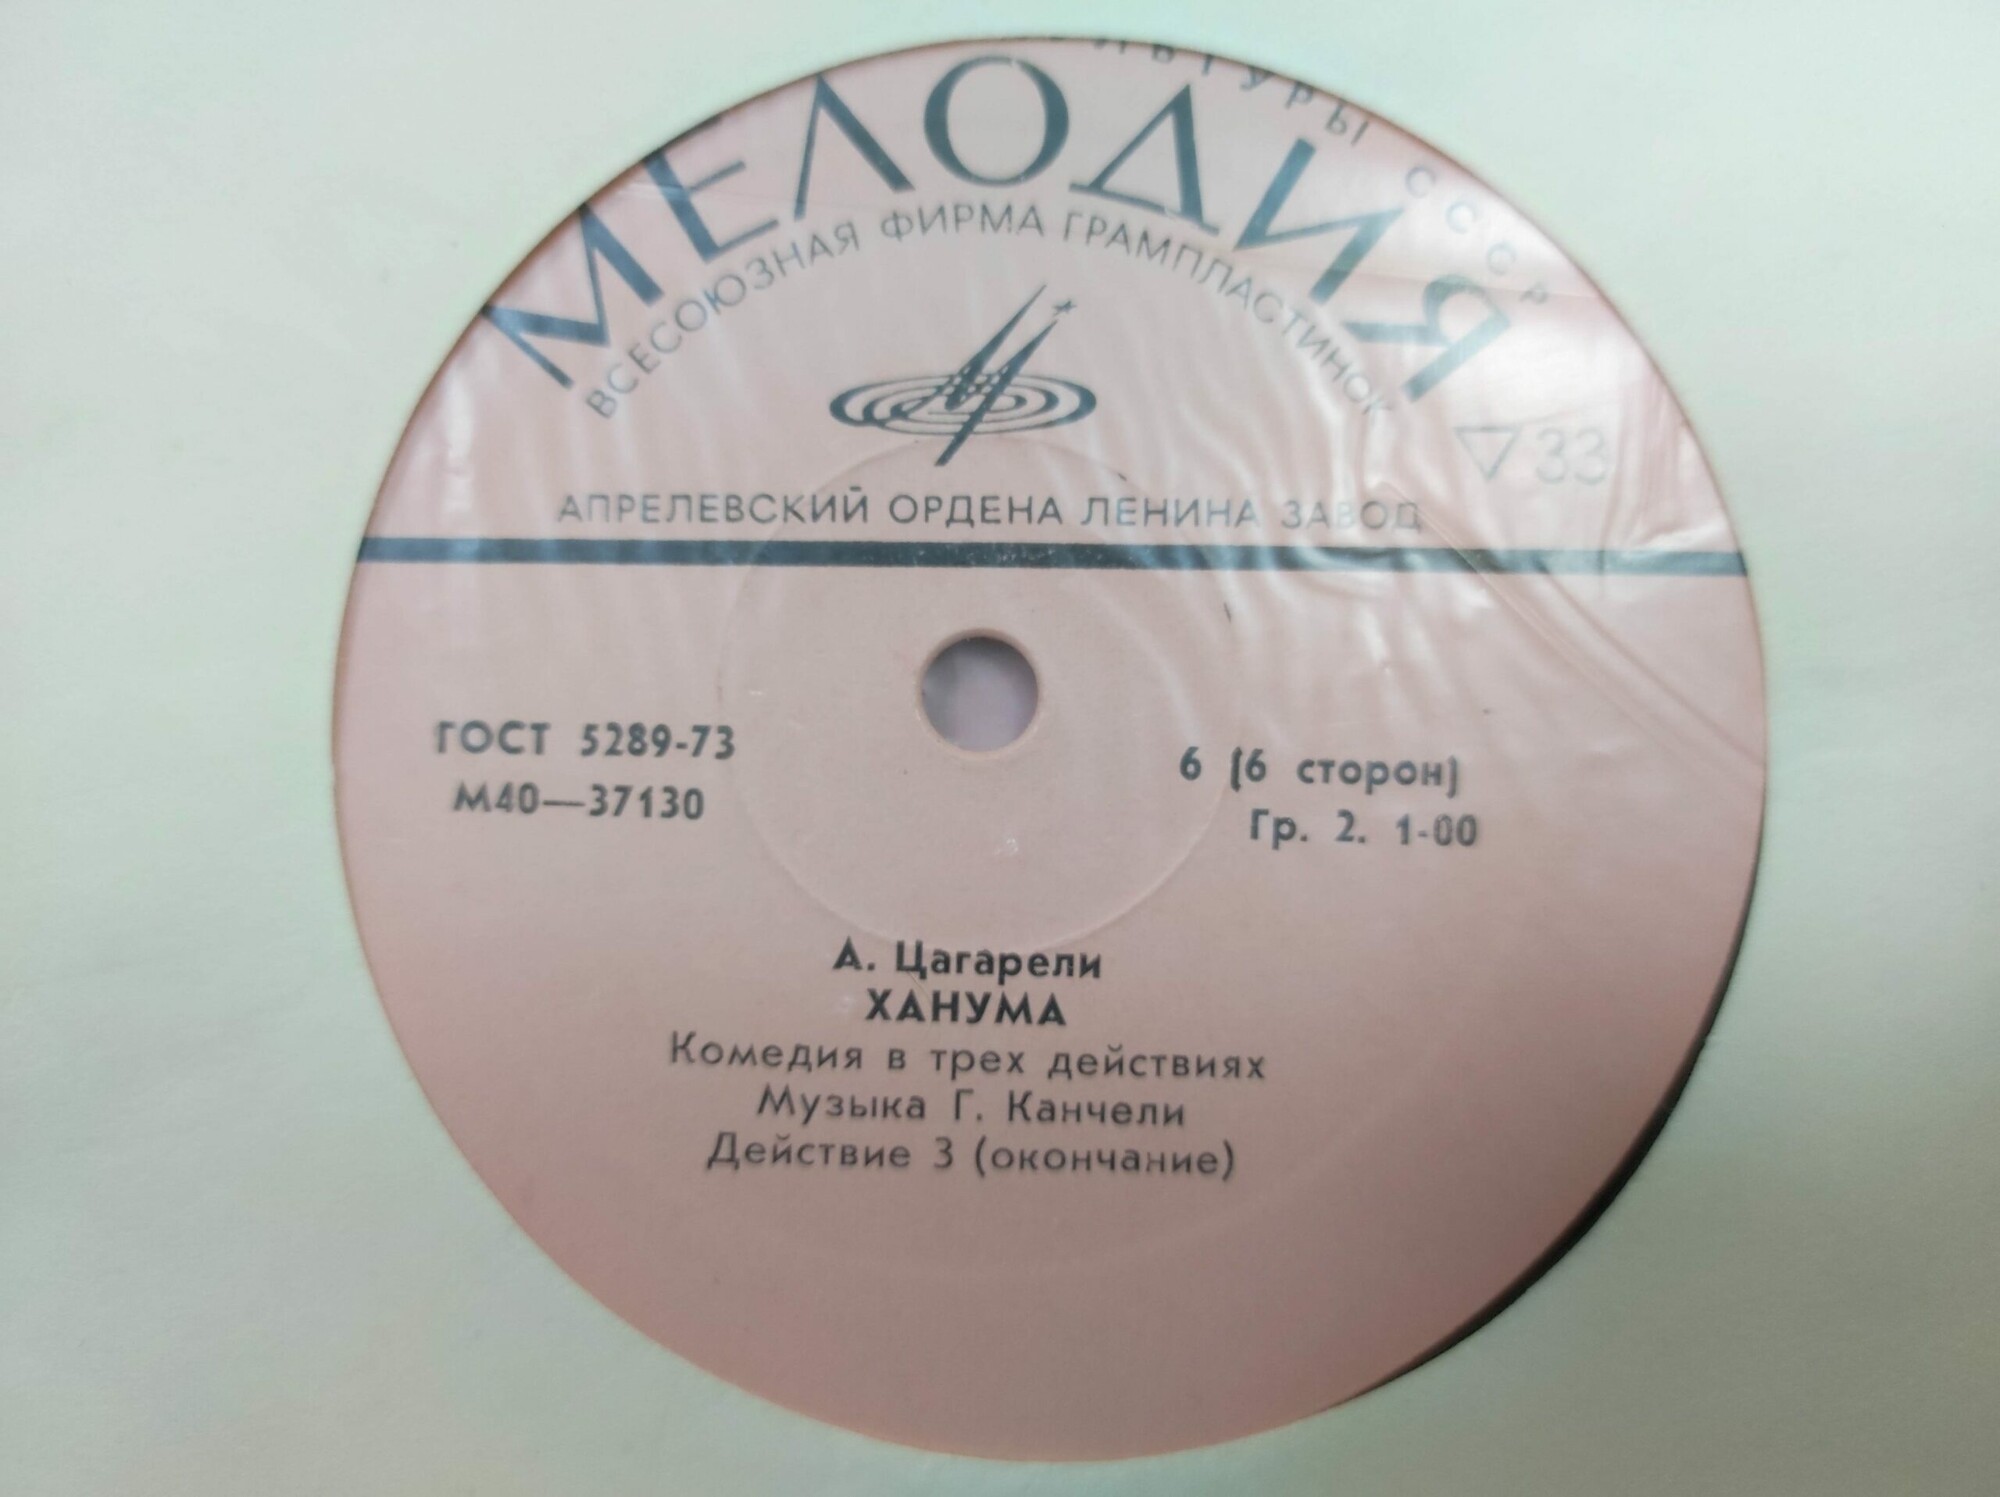 СССР
МЕЛОДИЯ
ВСЕСОЮЗНАЯ ФИРМА ГРАМПЛАСТИНОК
▽33
АПРЕЛЕВСКИЙ ОРДЕНА ЛЕНИНА ЗАВОД
ГОСТ 5289-73
М40—37130
6 (6 сторон)
Гр. 2. 1-00
А. Цагарели
ХАНУМА
Комедия в трех действиях
Музыка Г. Канчели
Действие 3 (окончание)